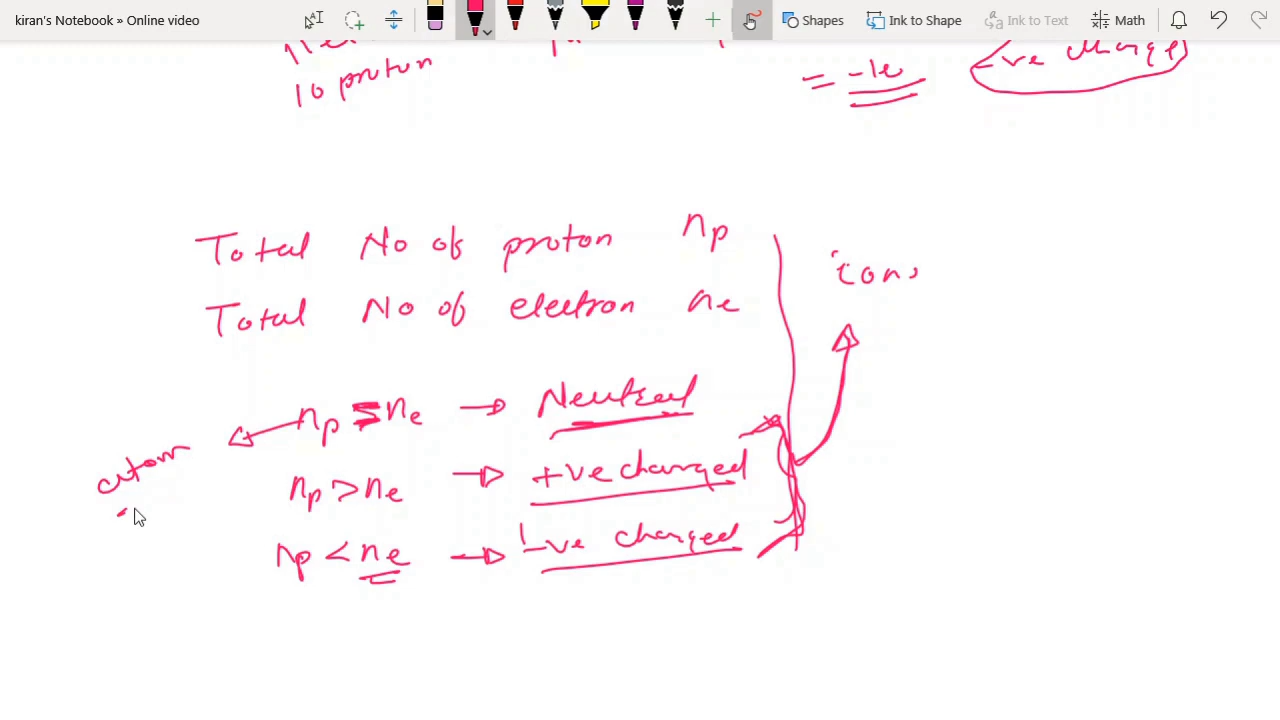 kiran's Notebook » Online video
Shapes
Ink to Shape
Ink to Text
Math
10 proton
= -1e
-ve charge
Total No of proton np
Total No of electron ne
ions
np = ne → Neutral
atom
np > ne → +ve charged
np < ne → -ve charged